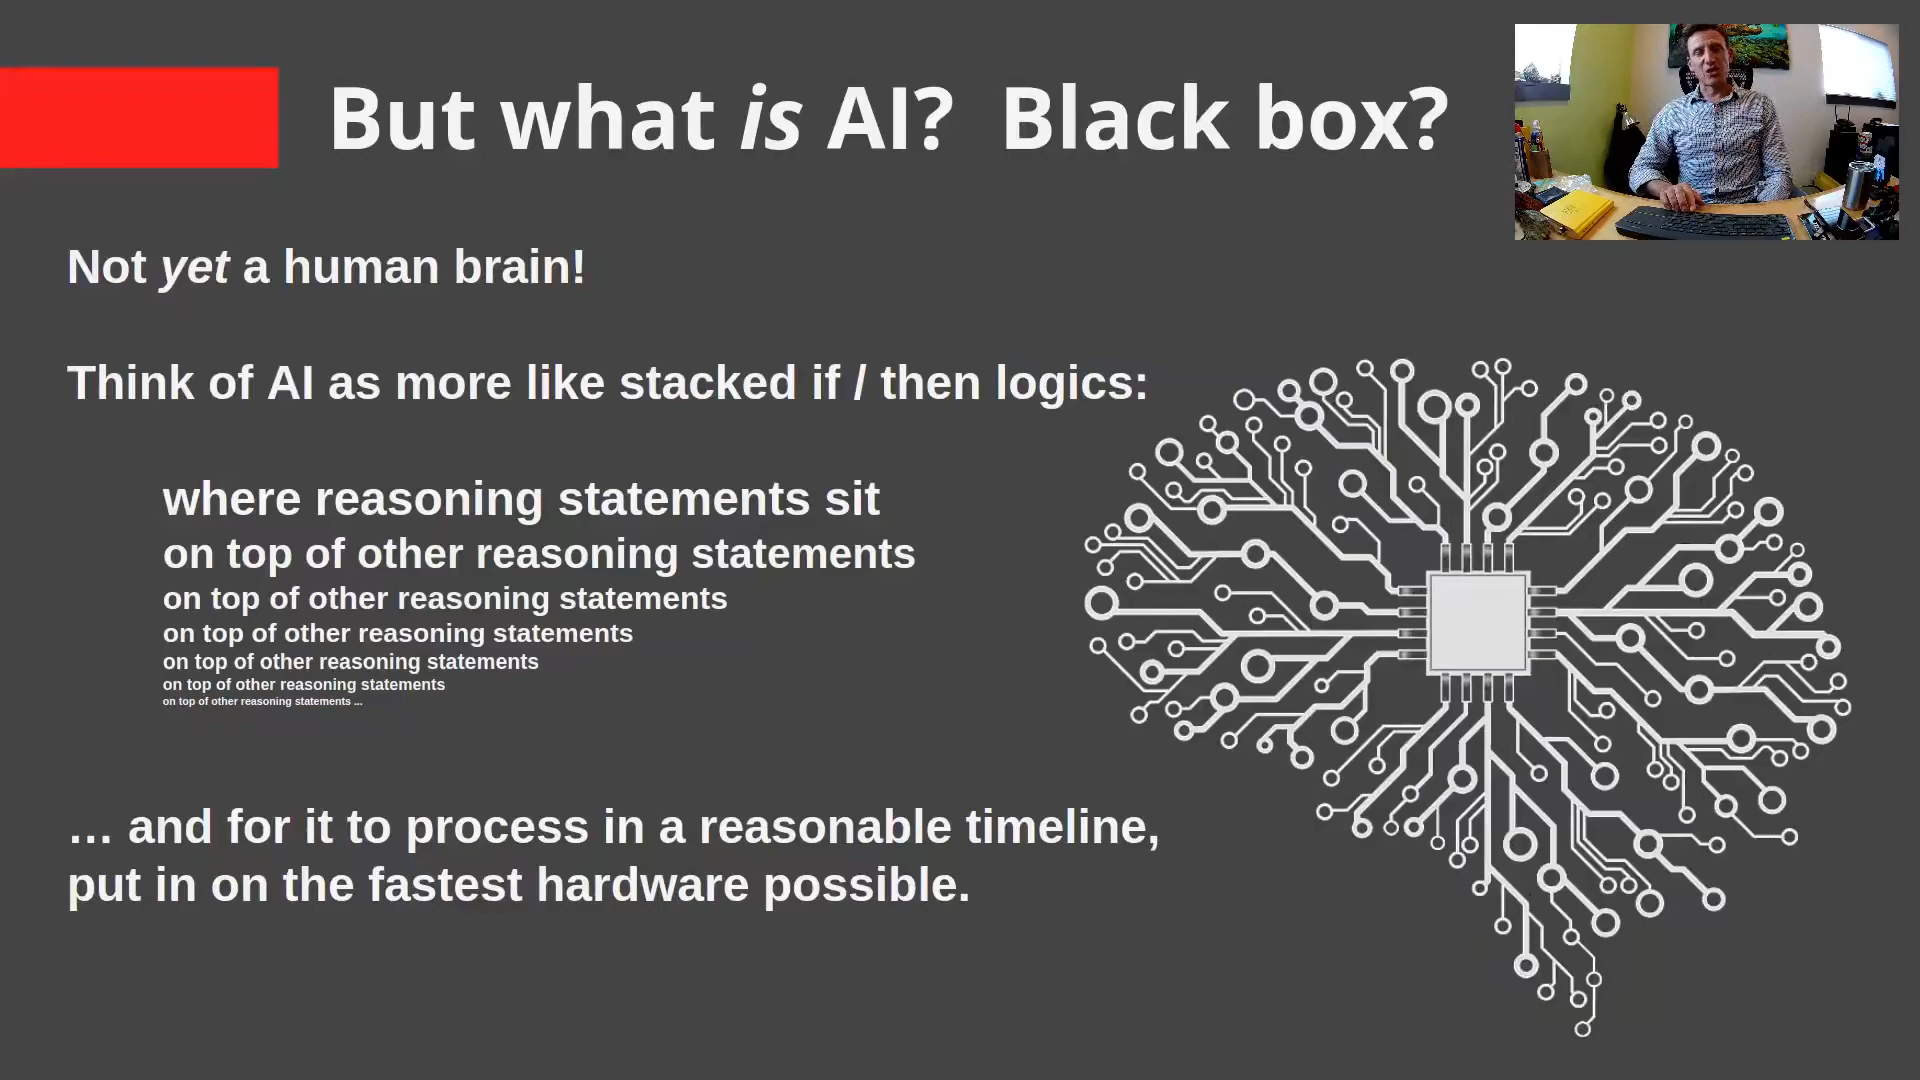 But what is AI?  Black box?
Not yet a human brain!
Think of AI as more like stacked if / then logics:
where reasoning statements sit
on top of other reasoning statements
on top of other reasoning statements
on top of other reasoning statements
on top of other reasoning statements
on top of other reasoning statements
on top of other reasoning statements ...
… and for it to process in a reasonable timeline,
put in on the fastest hardware possible.